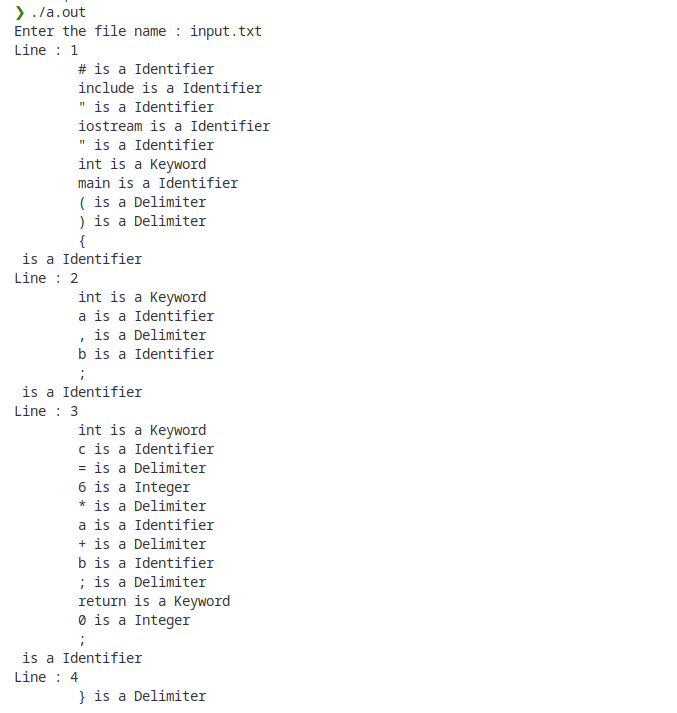 ❯ ./a.out
Enter the file name : input.txt
Line : 1
        # is a Identifier
        include is a Identifier
        " is a Identifier
        iostream is a Identifier
        " is a Identifier
        int is a Keyword
        main is a Identifier
        ( is a Delimiter
        ) is a Delimiter
        {
 is a Identifier
Line : 2
        int is a Keyword
        a is a Identifier
        , is a Delimiter
        b is a Identifier
        ;
 is a Identifier
Line : 3
        int is a Keyword
        c is a Identifier
        = is a Delimiter
        6 is a Integer
        * is a Delimiter
        a is a Identifier
        + is a Delimiter
        b is a Identifier
        ; is a Delimiter
        return is a Keyword
        0 is a Integer
        ;
 is a Identifier
Line : 4
        } is a Delimiter